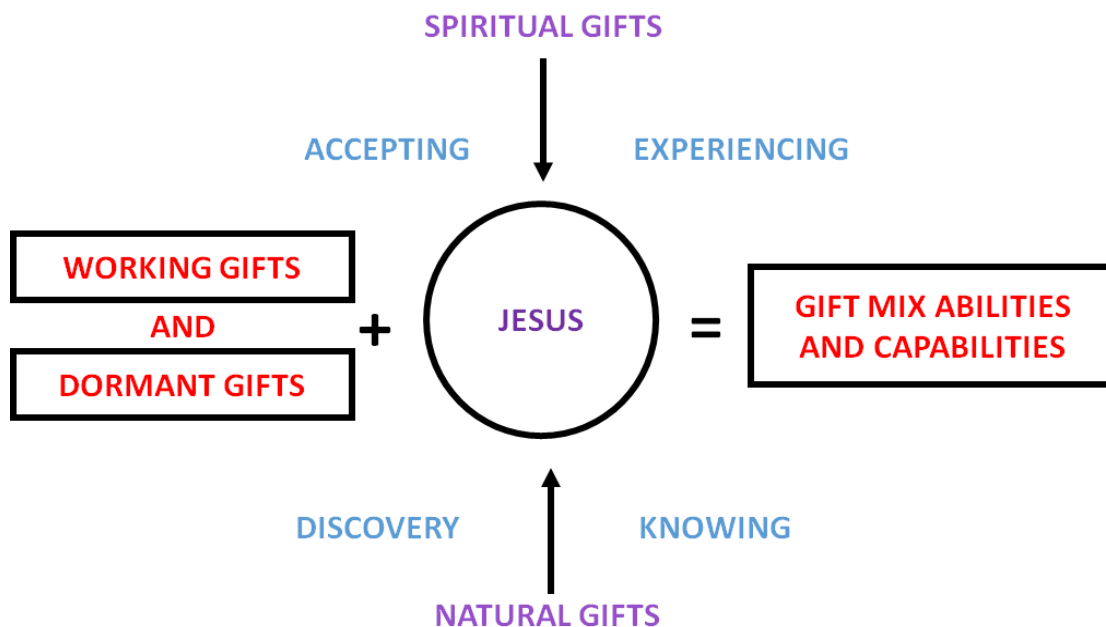 SPIRITUAL GIFTS
ACCEPTING
EXPERIENCING
WORKING GIFTS
AND
DORMANT GIFTS
+
JESUS
=
GIFT MIX ABILITIES
AND CAPABILITIES
DISCOVERY
KNOWING
NATURAL GIFTS